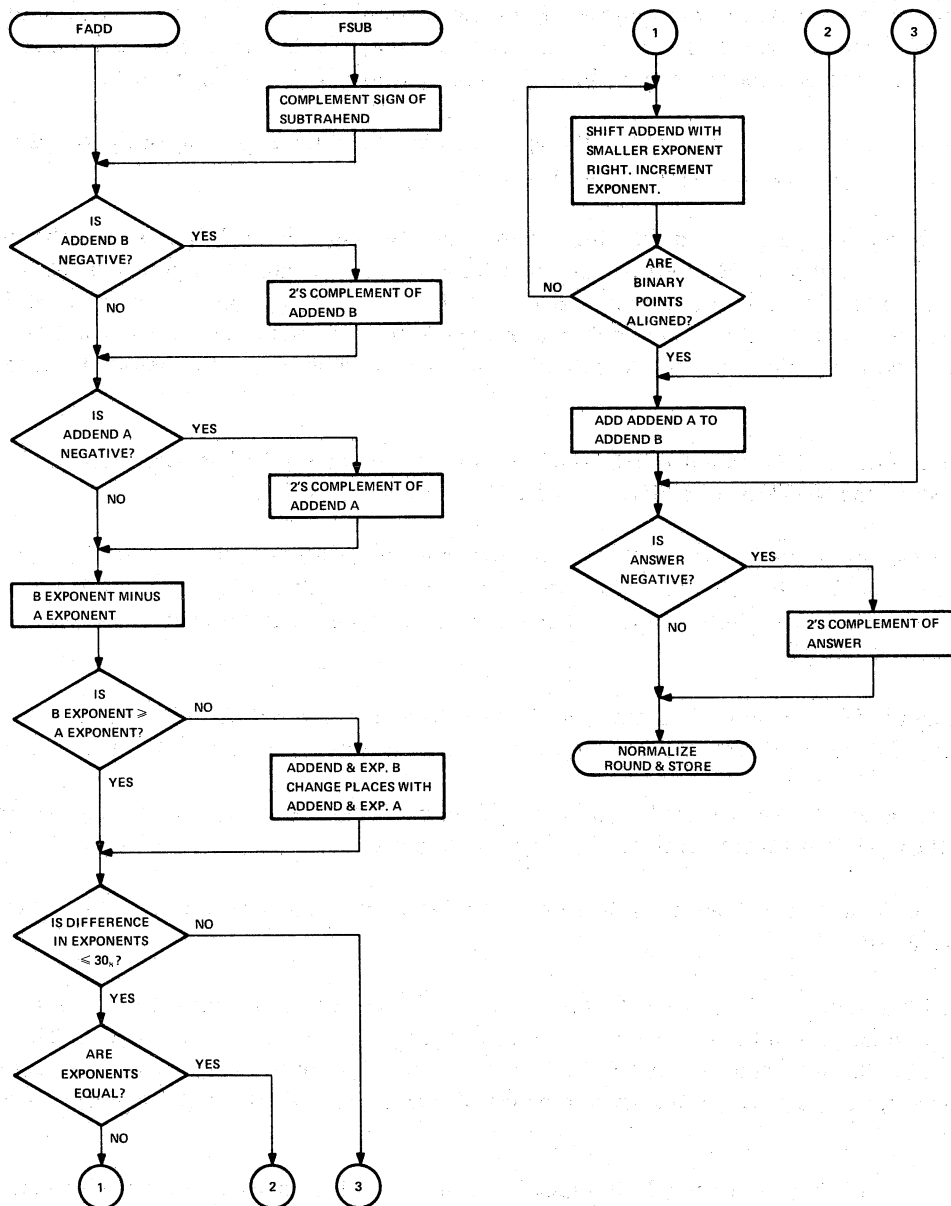 FADD
FSUB
COMPLEMENT SIGN OF
SUBTRAHEND
IS
ADDEND B
NEGATIVE?
YES
NO
2'S COMPLEMENT OF
ADDEND B
IS
ADDEND A
NEGATIVE?
YES
NO
2'S COMPLEMENT OF
ADDEND A
B EXPONENT MINUS
A EXPONENT
IS
B EXPONENT ⩾
A EXPONENT?
NO
YES
ADDEND & EXP. B
CHANGE PLACES WITH
ADDEND & EXP. A
IS DIFFERENCE
IN EXPONENTS
⩽ 30₈?
NO
YES
ARE
EXPONENTS
EQUAL?
YES
NO
1
2
3
1
2
3
SHIFT ADDEND WITH
SMALLER EXPONENT
RIGHT. INCREMENT
EXPONENT.
ARE
BINARY
POINTS
ALIGNED?
NO
YES
ADD ADDEND A TO
ADDEND B
IS
ANSWER
NEGATIVE?
YES
NO
2'S COMPLEMENT OF
ANSWER
NORMALIZE
ROUND & STORE